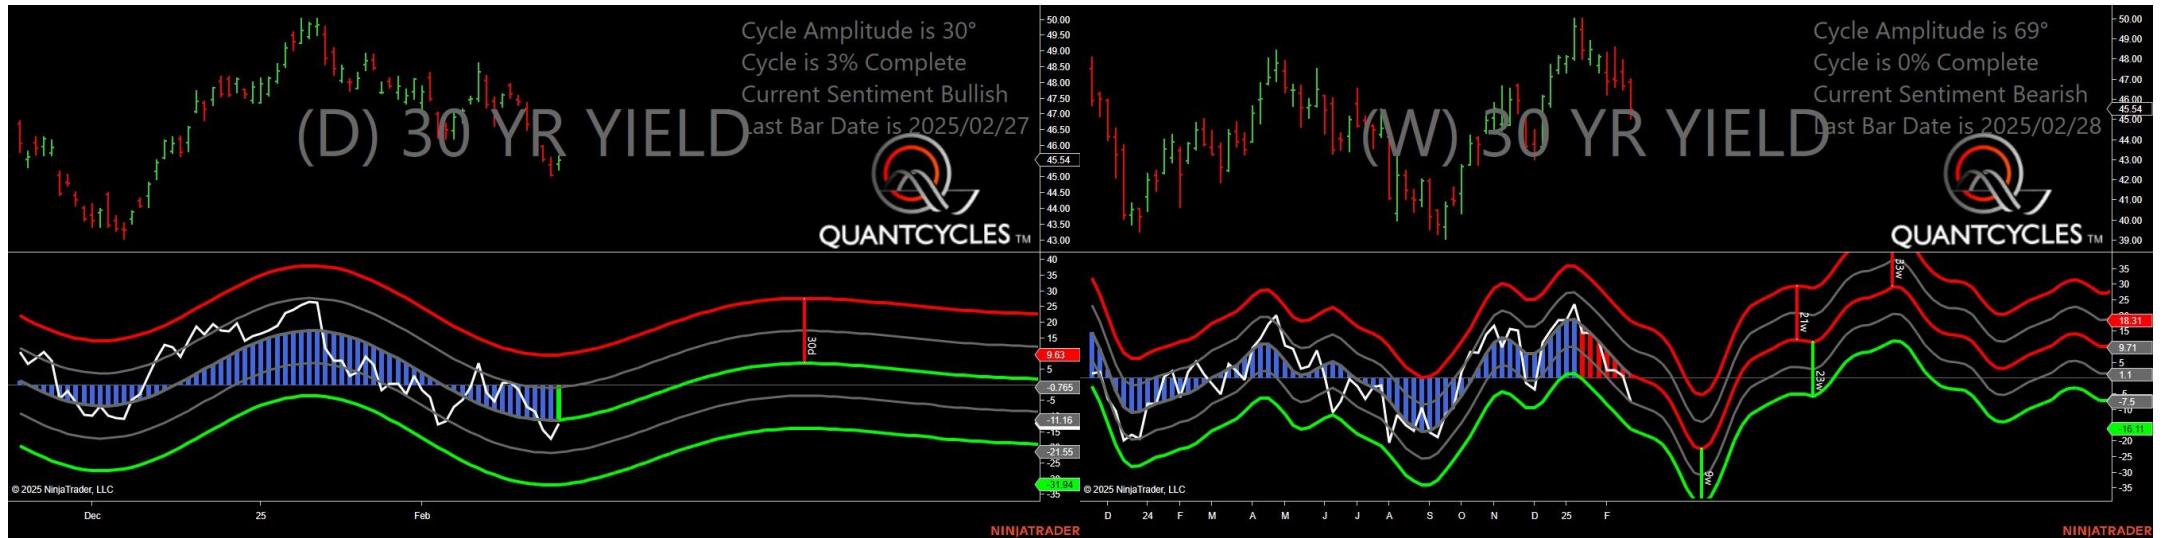 Cycle Amplitude is 30°
Cycle is 3% Complete
Current Sentiment Bullish
Last Bar Date is 2025/02/27
(D) 30 YR YIELD
QUANTCYCLES TM
50.00
49.50
49.00
48.50
48.00
47.50
47.00
46.50
46.00
45.54
45.00
44.50
44.00
43.50
43.00
40
35
30
25
20
15
9.63
5
-0.765
-5
-11.16
-15
-21.55
-25
-31.94
-35
30d
© 2025 NinjaTrader, LLC
Dec
25
Feb
NINJATRADER
Cycle Amplitude is 69°
Cycle is 0% Complete
Current Sentiment Bearish
Last Bar Date is 2025/02/28
(W) 30 YR YIELD
QUANTCYCLES TM
50.00
49.00
48.00
47.00
46.00
45.54
44.00
43.00
42.00
41.00
40.00
39.00
35
30
25
18.31
15
9.71
5
1.1
-5
-7.5
-10
-16.11
-20
-25
-30
-35
21w
23w
33w
9w
© 2025 NinjaTrader, LLC
D
24
F
M
A
M
J
J
A
S
O
N
D
25
F
NINJATRADER